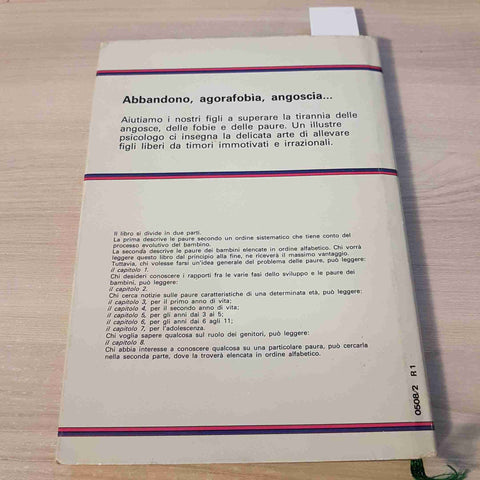 Abbandono, agorafobia, angoscia...
Aiutiamo i nostri figli a superare la tirannia delle
angosce, delle fobie e delle paure. Un illustre
psicologo ci insegna la delicata arte di allevare
figli liberi da timori immotivati e irrazionali.
Il libro si divide in due parti.
La prima descrive le paure secondo un ordine sistematico che tiene conto del
processo evolutivo del bambino.
La seconda descrive le paure dei bambini elencate in ordine alfabetico. Chi vorrà
leggere questo libro dal principio alla fine, ne riceverà il massimo vantaggio.
Tuttavia, chi volesse farsi un'idea generale del problema delle paure, può leggere:
il capitolo 1.
Chi desideri conoscere i rapporti fra le varie fasi dello sviluppo e le paure dei
bambini, può leggere:
il capitolo 2.
Chi cerca notizie sulle paure caratteristiche di una determinata età, può leggere:
il capitolo 3, per il primo anno di vita;
il capitolo 4, per il secondo anno di vita;
il capitolo 5, per gli anni dai 3 ai 5;
il capitolo 6, per gli anni dai 6 agli 11;
il capitolo 7, per l'adolescenza.
Chi voglia sapere qualcosa sul ruolo dei genitori, può leggere:
il capitolo 8.
Chi abbia interesse a conoscere qualcosa su una particolare paura, può cercarla
nella seconda parte, dove la troverà elencata in ordine alfabetico.
0508/2 R 1